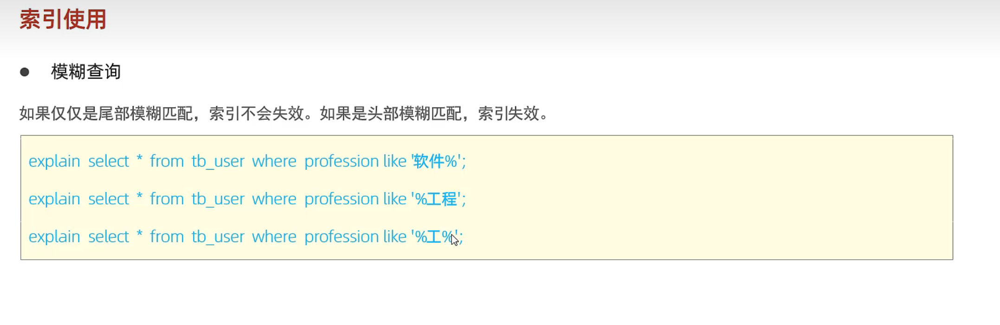 索引使用
● 模糊查询
如果仅仅是尾部模糊匹配，索引不会失效。如果是头部模糊匹配，索引失效。
explain select * from tb_user where profession like '软件%';
explain select * from tb_user where profession like '%工程';
explain select * from tb_user where profession like '%工%';